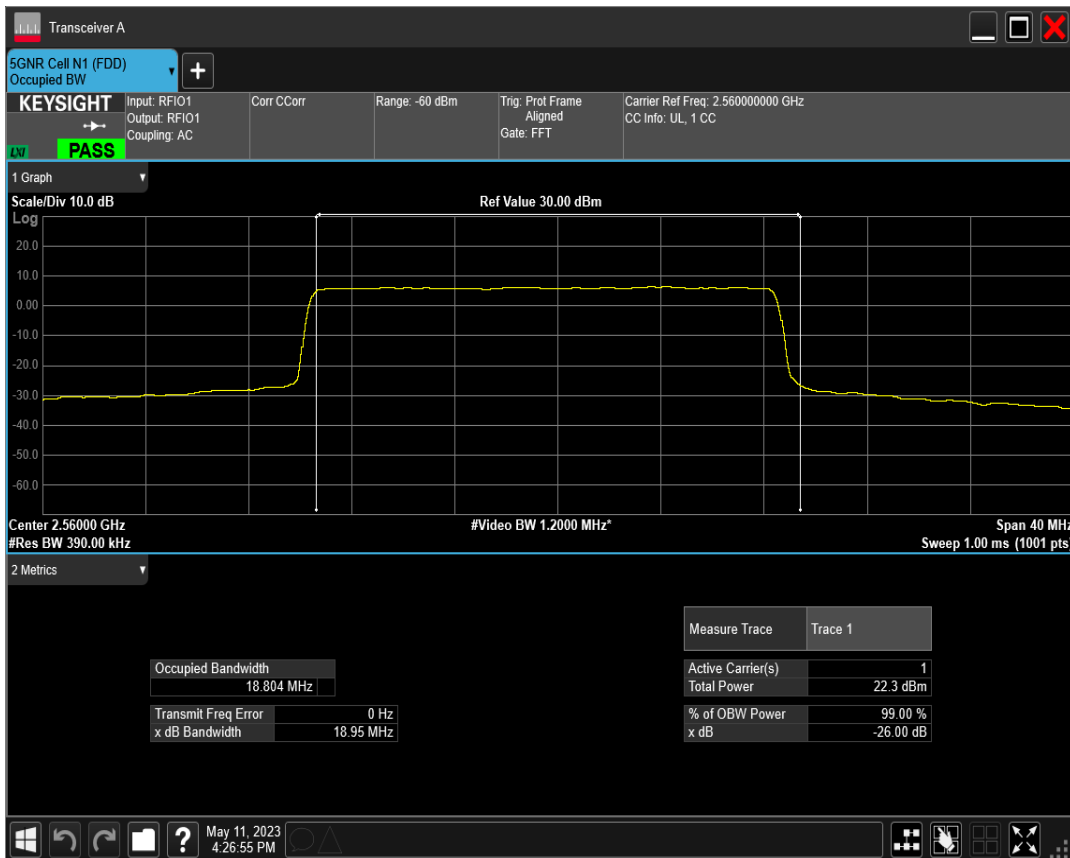 Transceiver A
5GNR Cell N1 (FDD)
Occupied BW
+
KEYSIGHT
LXI
PASS
Input: RFIO1
Output: RFIO1
Coupling: AC
Corr CCorr
Range: -60 dBm
Trig: Prot Frame
Aligned
Gate: FFT
Carrier Ref Freq: 2.560000000 GHz
CC Info: UL, 1 CC
1 Graph
Scale/Div 10.0 dB
Ref Value 30.00 dBm
Log
20.0
10.0
0.00
-10.0
-20.0
-30.0
-40.0
-50.0
-60.0
Center 2.56000 GHz
#Video BW 1.2000 MHz*
Span 40 MHz
#Res BW 390.00 kHz
Sweep 1.00 ms (1001 pts)
2 Metrics
Measure Trace Trace 1
Occupied Bandwidth
18.804 MHz
Active Carrier(s) 1
Total Power 22.3 dBm
Transmit Freq Error 0 Hz
x dB Bandwidth 18.95 MHz
% of OBW Power 99.00 %
x dB -26.00 dB
?
May 11, 2023
4:26:55 PM